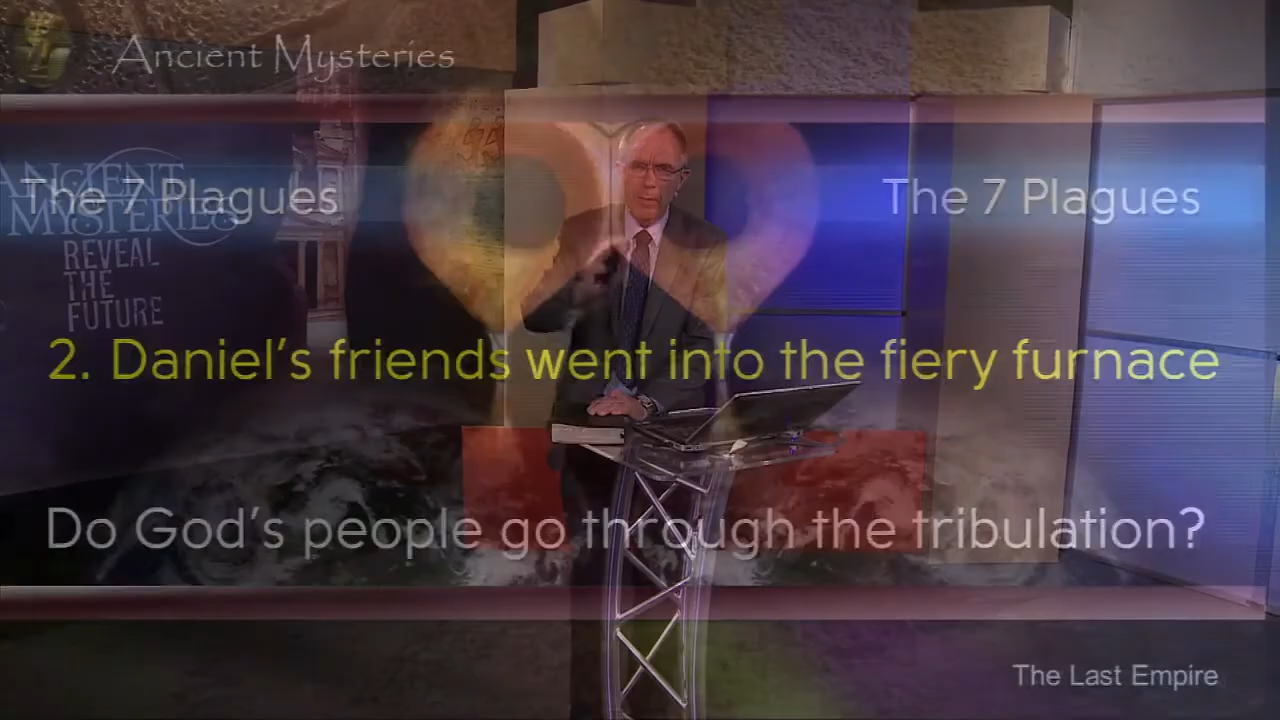 Ancient Mysteries
ANCIENT
MYSTERIES
REVEAL
THE
FUTURE
The 7 Plagues The 7 Plagues
2. Daniel's friends went into the fiery furnace
Do God's people go through the tribulation?
The Last Empire